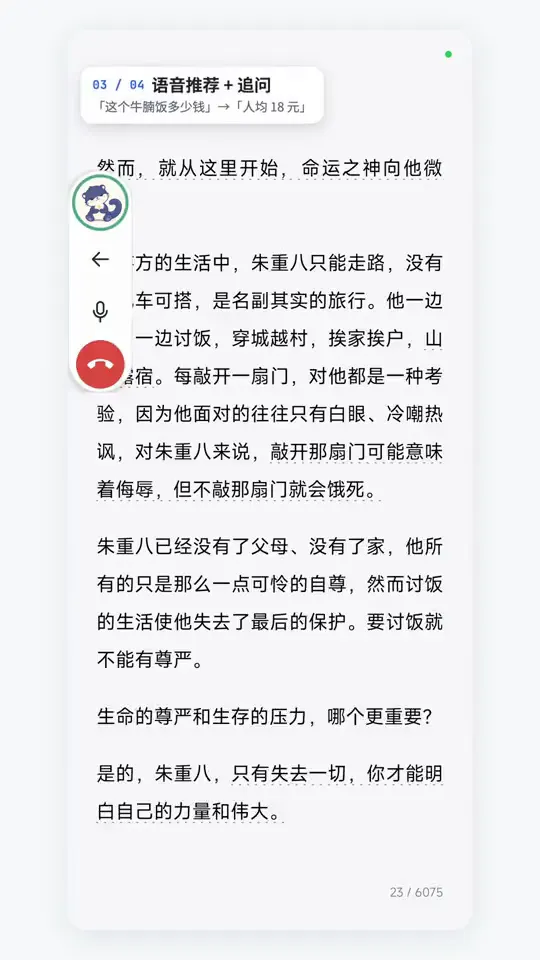 03 / 04 语音推荐 + 追问
「这个牛腩饭多少钱」→「人均 18 元」
然而，就从这里开始，命运之神向他微
方的生活中，朱重八只能走路，没有
车可搭，是名副其实的旅行。他一边
一边讨饭，穿城越村，挨家挨户，山
宿。每敲开一扇门，对他都是一种考
验，因为他面对的往往只有白眼、冷嘲热
讽，对朱重八来说，敲开那扇门可能意味
着侮辱，但不敲那扇门就会饿死。
朱重八已经没有了父母、没有了家，他所
有的只是那么一点可怜的自尊，然而讨饭
的生活使他失去了最后的保护。要讨饭就
不能有尊严。
生命的尊严和生存的压力，哪个更重要？
是的，朱重八，只有失去一切，你才能明
白自己的力量和伟大。
23 / 6075